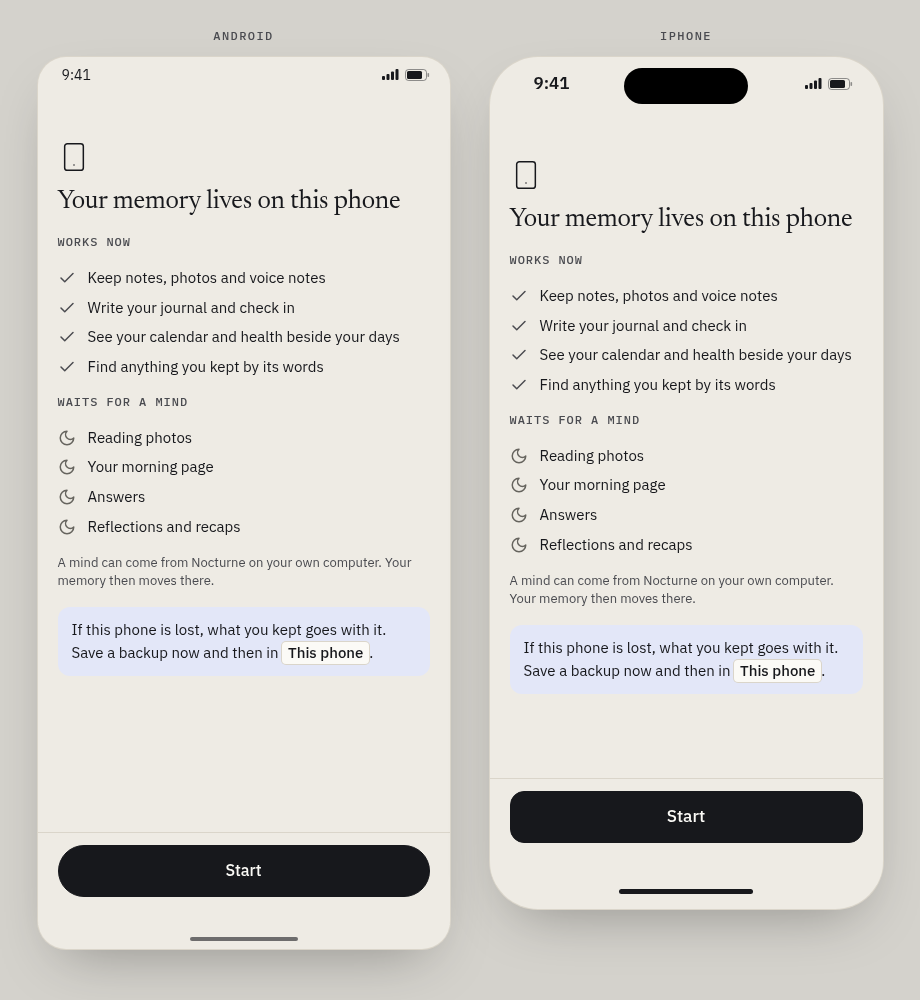 ANDROID
9:41
Your memory lives on this phone
WORKS NOW
Keep notes, photos and voice notes
Write your journal and check in
See your calendar and health beside your days
Find anything you kept by its words
WAITS FOR A MIND
Reading photos
Your morning page
Answers
Reflections and recaps
A mind can come from Nocturne on your own computer. Your
memory then moves there.
If this phone is lost, what you kept goes with it.
Save a backup now and then in This phone.
Start
IPHONE
9:41
Your memory lives on this phone
WORKS NOW
Keep notes, photos and voice notes
Write your journal and check in
See your calendar and health beside your days
Find anything you kept by its words
WAITS FOR A MIND
Reading photos
Your morning page
Answers
Reflections and recaps
A mind can come from Nocturne on your own computer.
Your memory then moves there.
If this phone is lost, what you kept goes with it.
Save a backup now and then in This phone.
Start